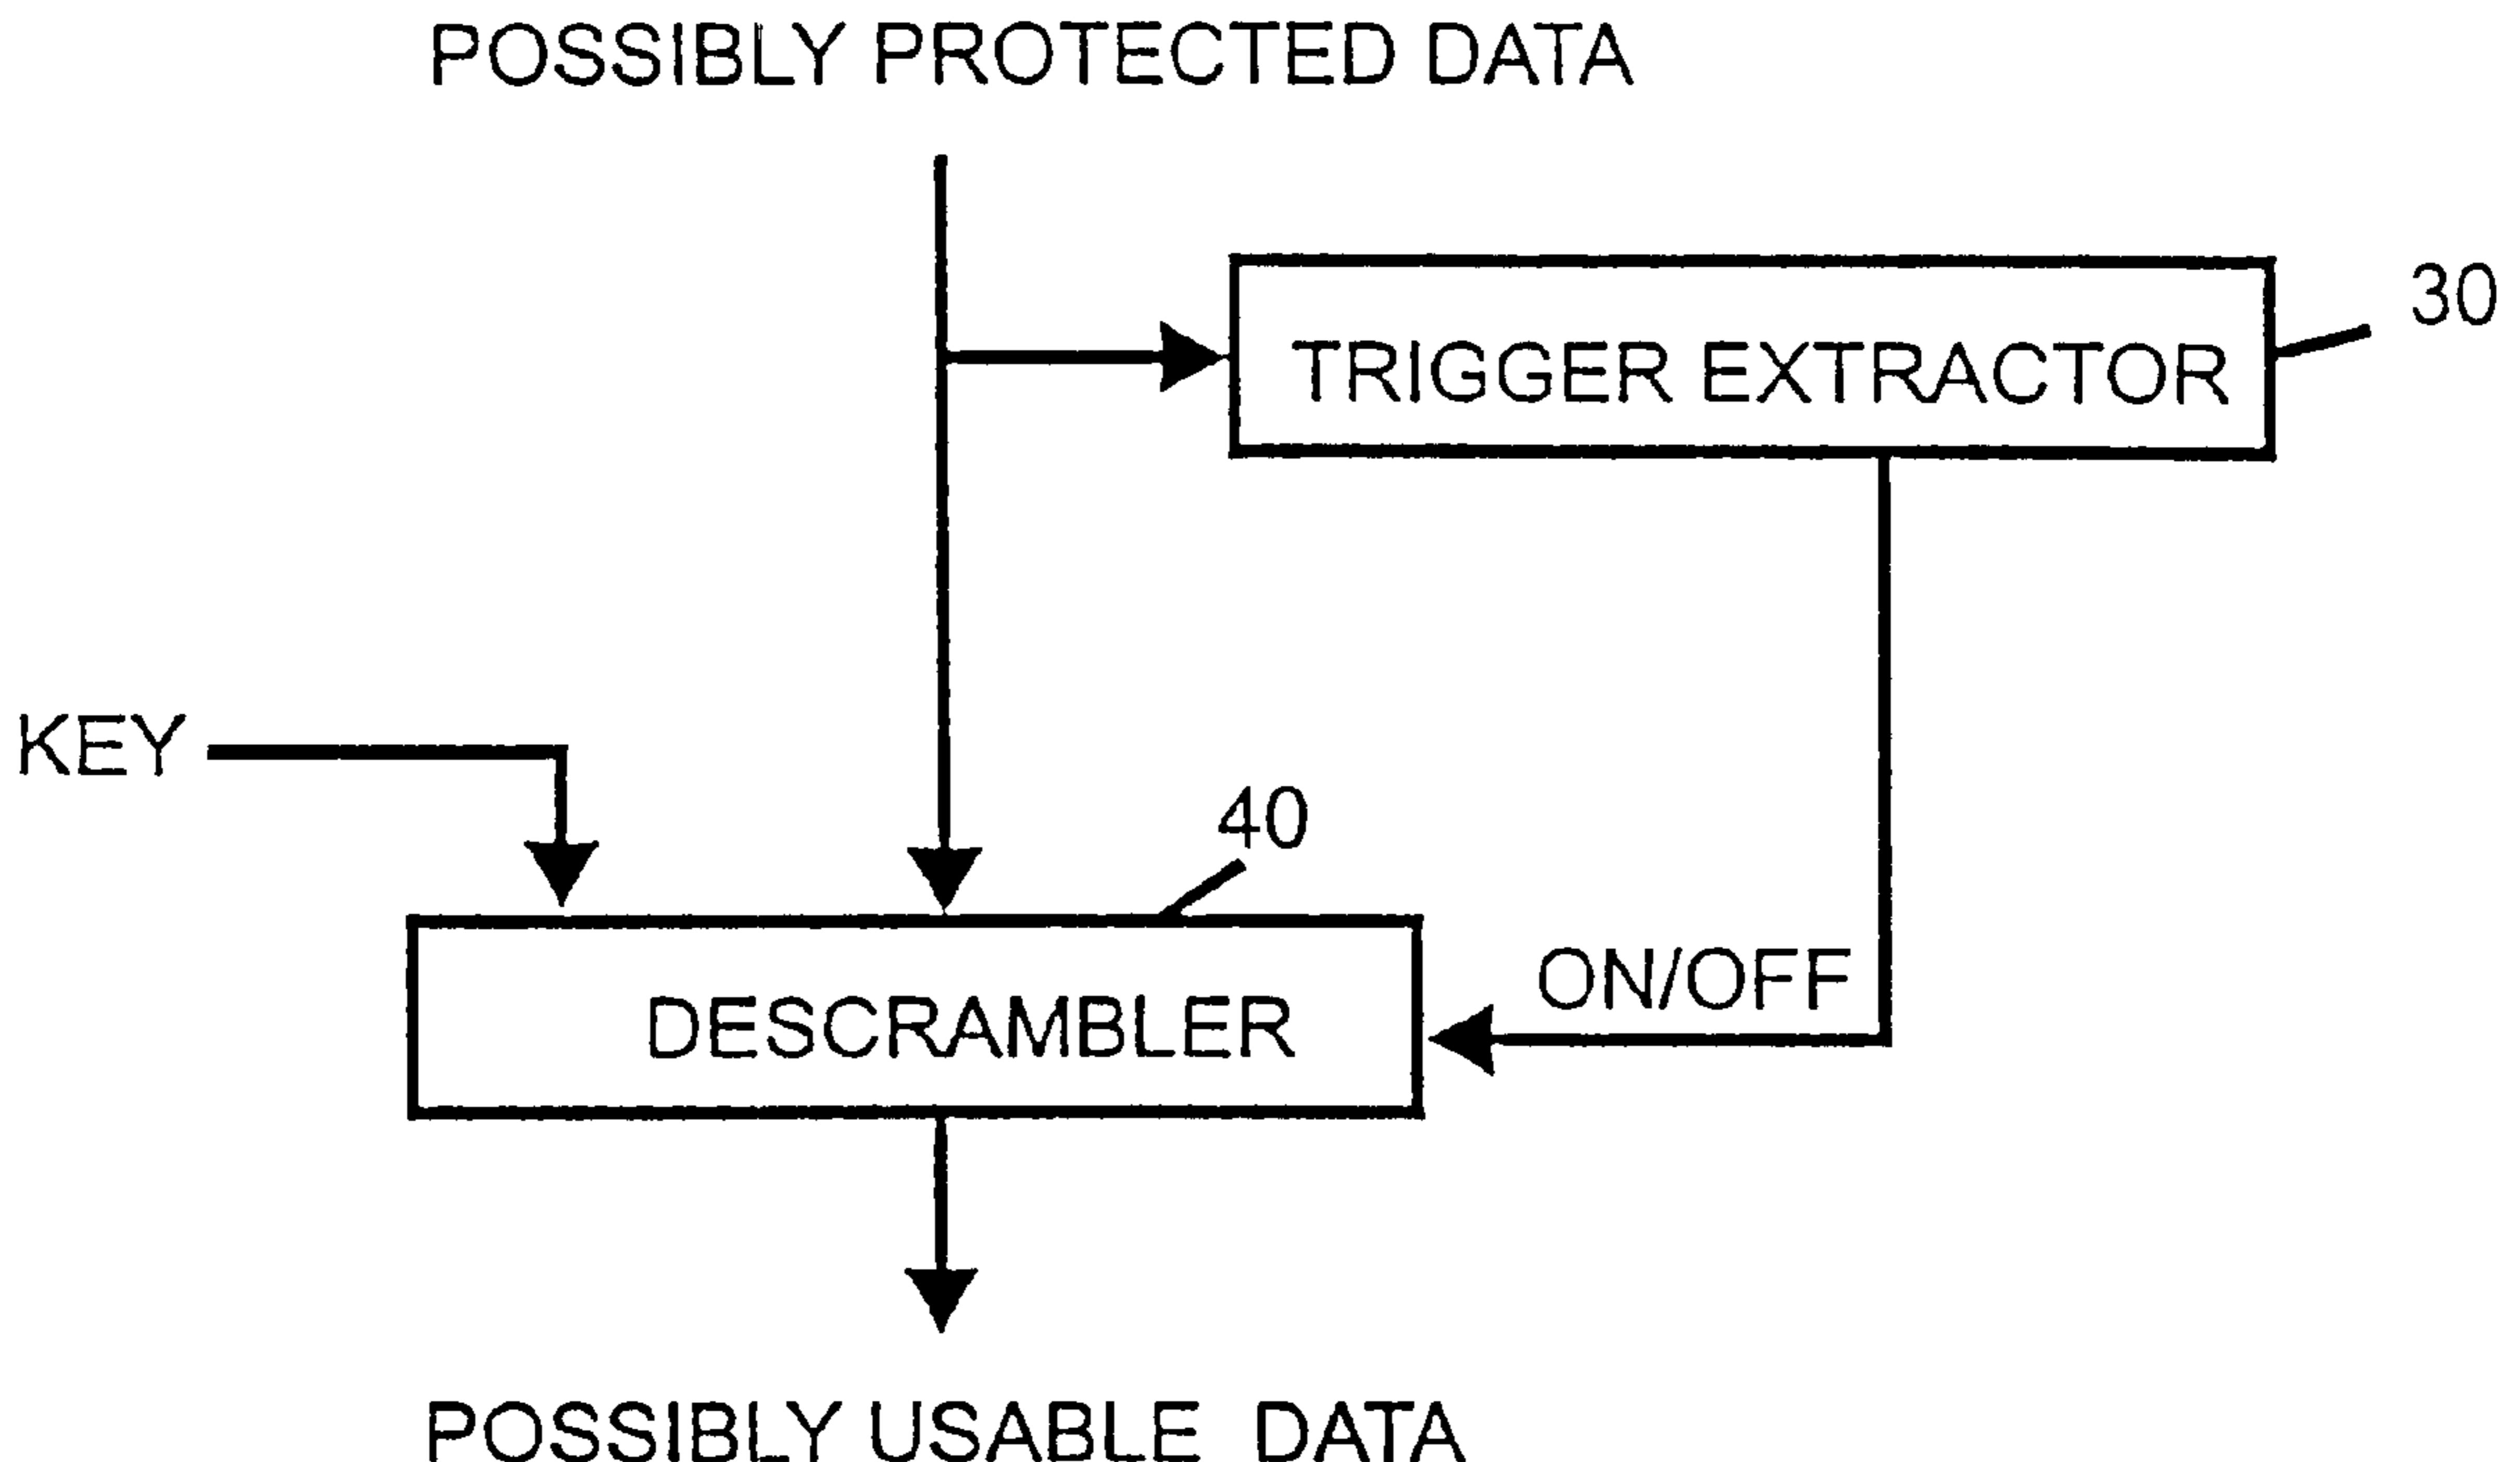 POSSIBLY PROTECTED DATA
30
TRIGGER EXTRACTOR
KEY
40
ON/OFF
DESCRAMBLER
POSSIBLY USABLE DATA